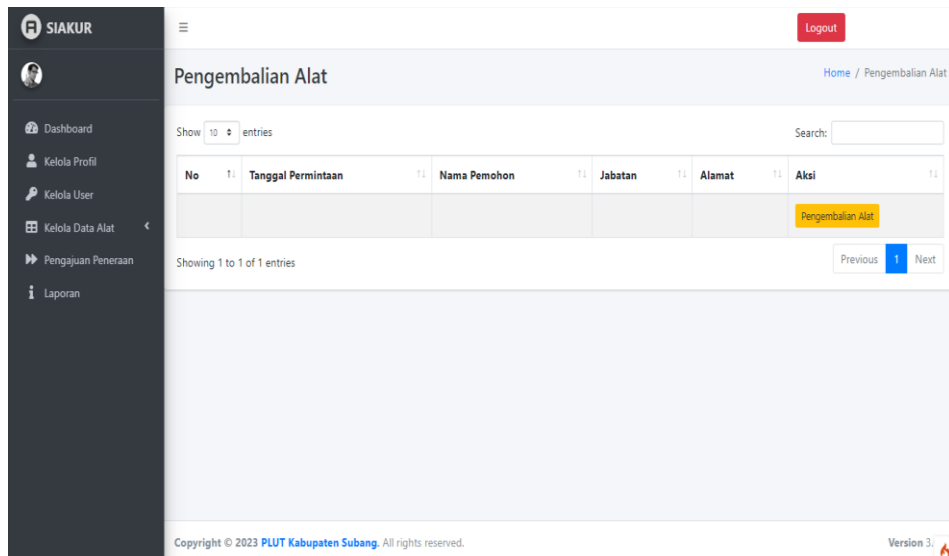 SIAKUR
Logout
Pengembalian Alat
Home / Pengembalian Alat
Dashboard
Kelola Profil
Kelola User
Kelola Data Alat
Pengajuan Peneraan
Laporan
Show 10 entries
Search:
No Tanggal Permintaan Nama Pemohon Jabatan Alamat Aksi
Pengembalian Alat
Showing 1 to 1 of 1 entries
Previous 1 Next
Copyright © 2023 PLUT Kabupaten Subang. All rights reserved.
Version 3.